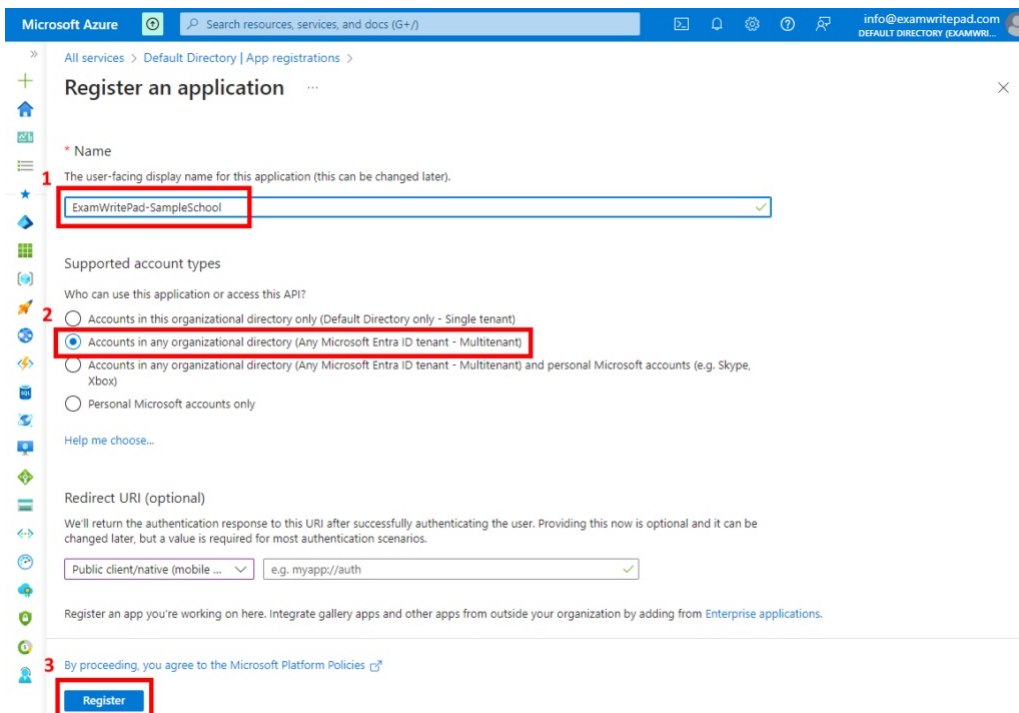 Microsoft Azure
Search resources, services, and docs (G+/)
info@examwritepad.com
DEFAULT DIRECTORY (EXAMWRI...
All services > Default Directory | App registrations >
Register an application ...
* Name
1
The user-facing display name for this application (this can be changed later).
ExamWritePad-SampleSchool
Supported account types
Who can use this application or access this API?
2
Accounts in this organizational directory only (Default Directory only - Single tenant)
Accounts in any organizational directory (Any Microsoft Entra ID tenant - Multitenant)
Accounts in any organizational directory (Any Microsoft Entra ID tenant - Multitenant) and personal Microsoft accounts (e.g. Skype,
Xbox)
Personal Microsoft accounts only
Help me choose...
Redirect URI (optional)
We'll return the authentication response to this URI after successfully authenticating the user. Providing this now is optional and it can be
changed later, but a value is required for most authentication scenarios.
Public client/native (mobile ...
e.g. myapp://auth
Register an app you're working on here. Integrate gallery apps and other apps from outside your organization by adding from Enterprise applications.
3
By proceeding, you agree to the Microsoft Platform Policies
Register